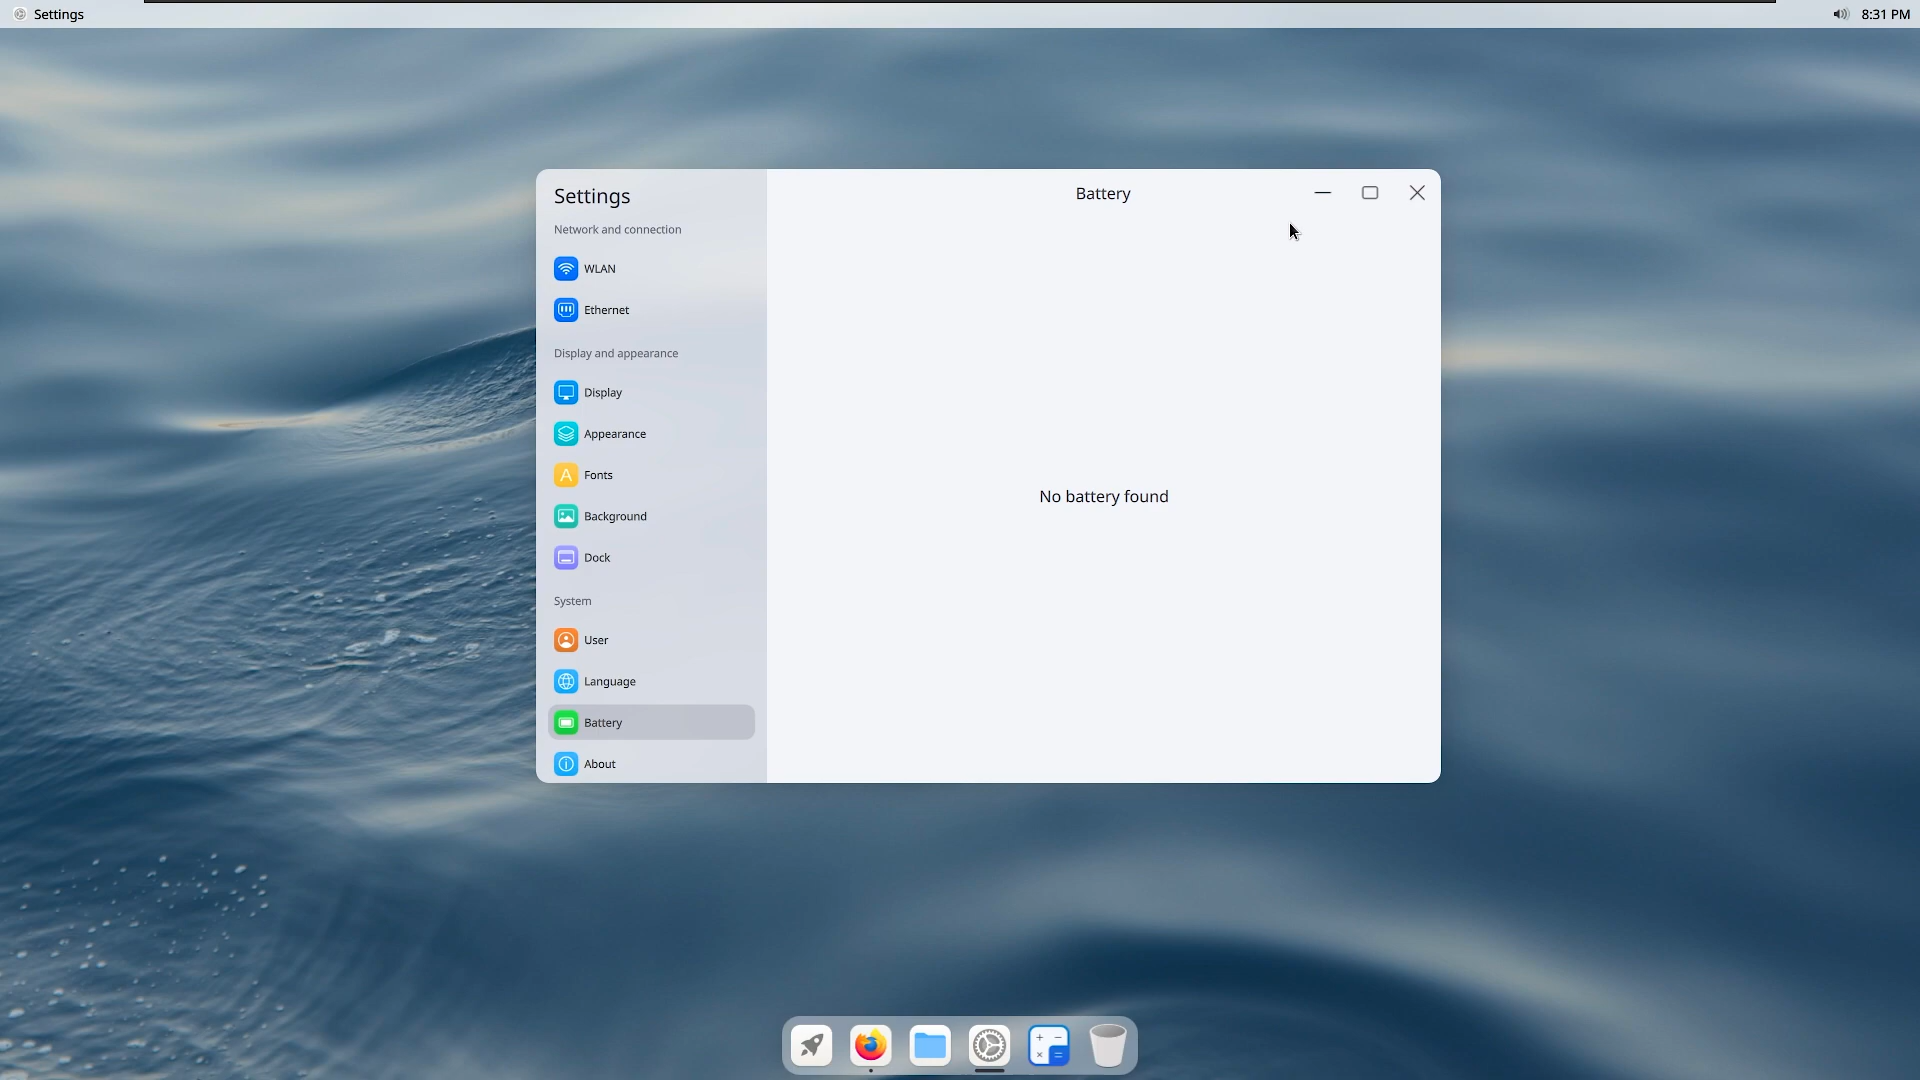 Settings
8:31 PM
Settings
Battery
Network and connection
WLAN
Ethernet
Display and appearance
Display
Appearance
Fonts
Background
Dock
System
User
Language
Battery
About
No battery found